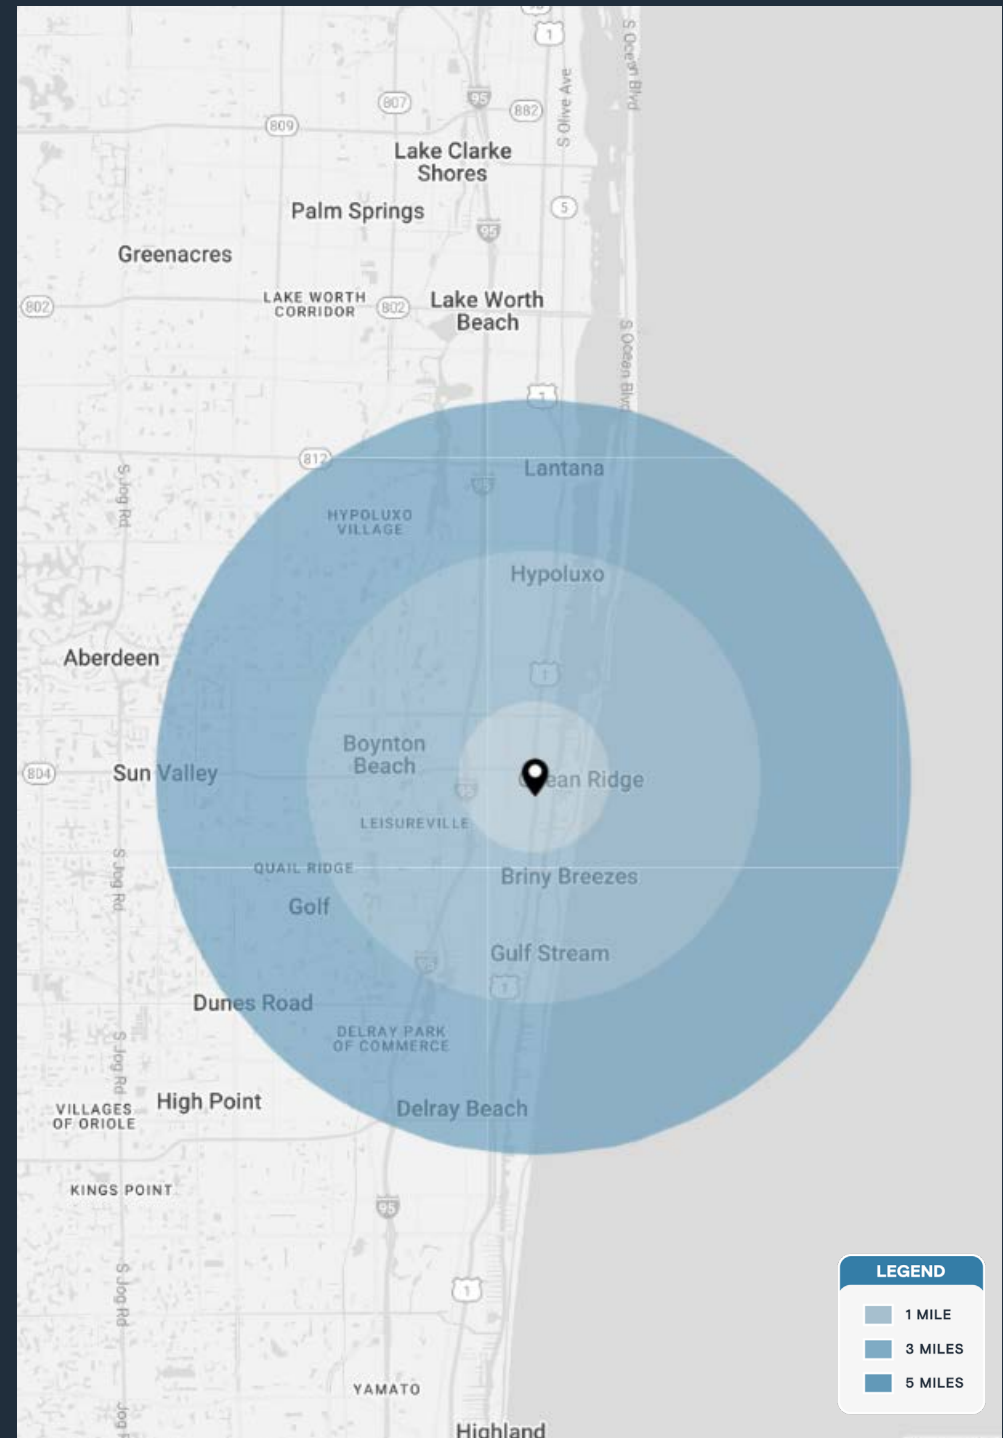 1
S Ocean Blvd
95
807
882
S Olive Ave
809
Lake Clarke
Shores
Palm Springs
5
95
Greenacres
802
LAKE WORTH
CORRIDOR
802
Lake Worth
Beach
S Ocean Blvd
1
812
Lantana
S Jog Rd
95
HYPOLUXO
VILLAGE
Hypoluxo
Aberdeen
1
Boynton
Beach
804
Sun Valley
Ridge
95
LEISUREVILLE
S Jog Rd
QUAIL RIDGE
Briny Breezes
Golf
Gulf Stream
1
Dunes Road
DELRAY PARK
OF COMMERCE
S Jog Rd
High Point
Delray Beach
VILLAGES
OF ORIOLE
KINGS POINT
95
S Jog Rd
1
LEGEND
1 MILE
3 MILES
5 MILES
YAMATO
Jog
Highland